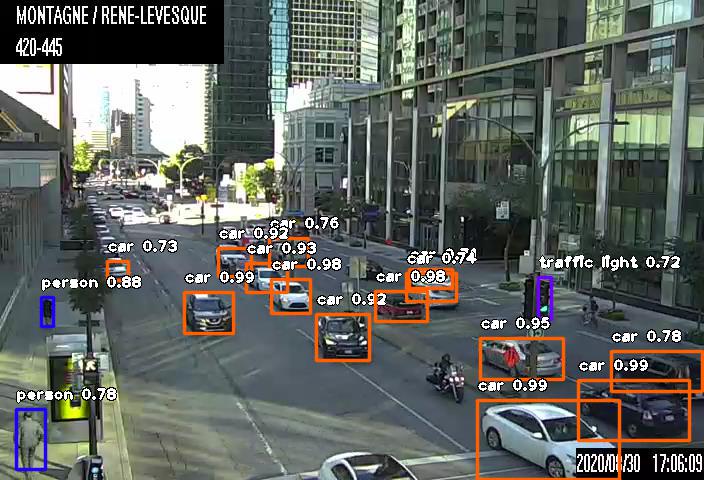 MONTAGNE / RENE-LEVESQUE
420-445
car 0.76
car 0.92
car 0.73
car 0.93
car 0.74
person 0.88
car 0.99
car 0.98
car 0.98
traffic light 0.72
car 0.92
car 0.95
car 0.78
person 0.78
car 0.99
car 0.99
2020/08/30 17:06:09